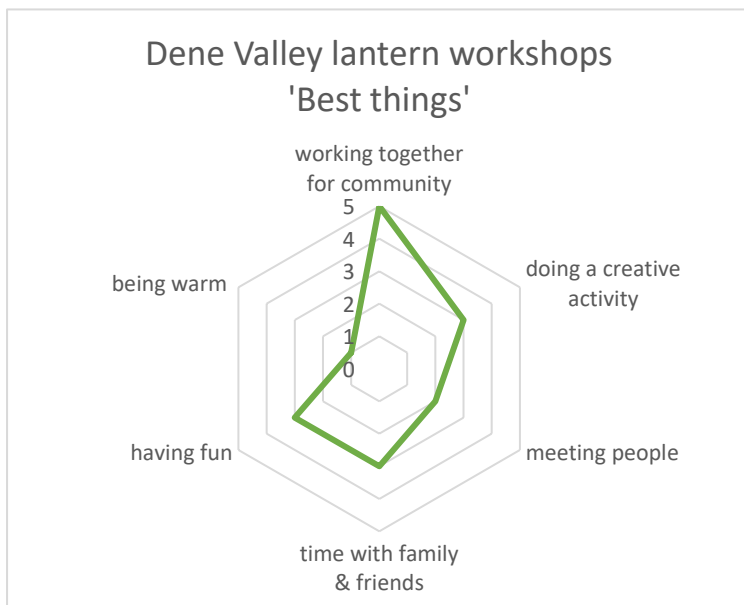 Dene Valley lantern workshops
'Best things'
working together
for community
5
4
3
2
1
0
doing a creative
activity
meeting people
time with family
& friends
having fun
being warm